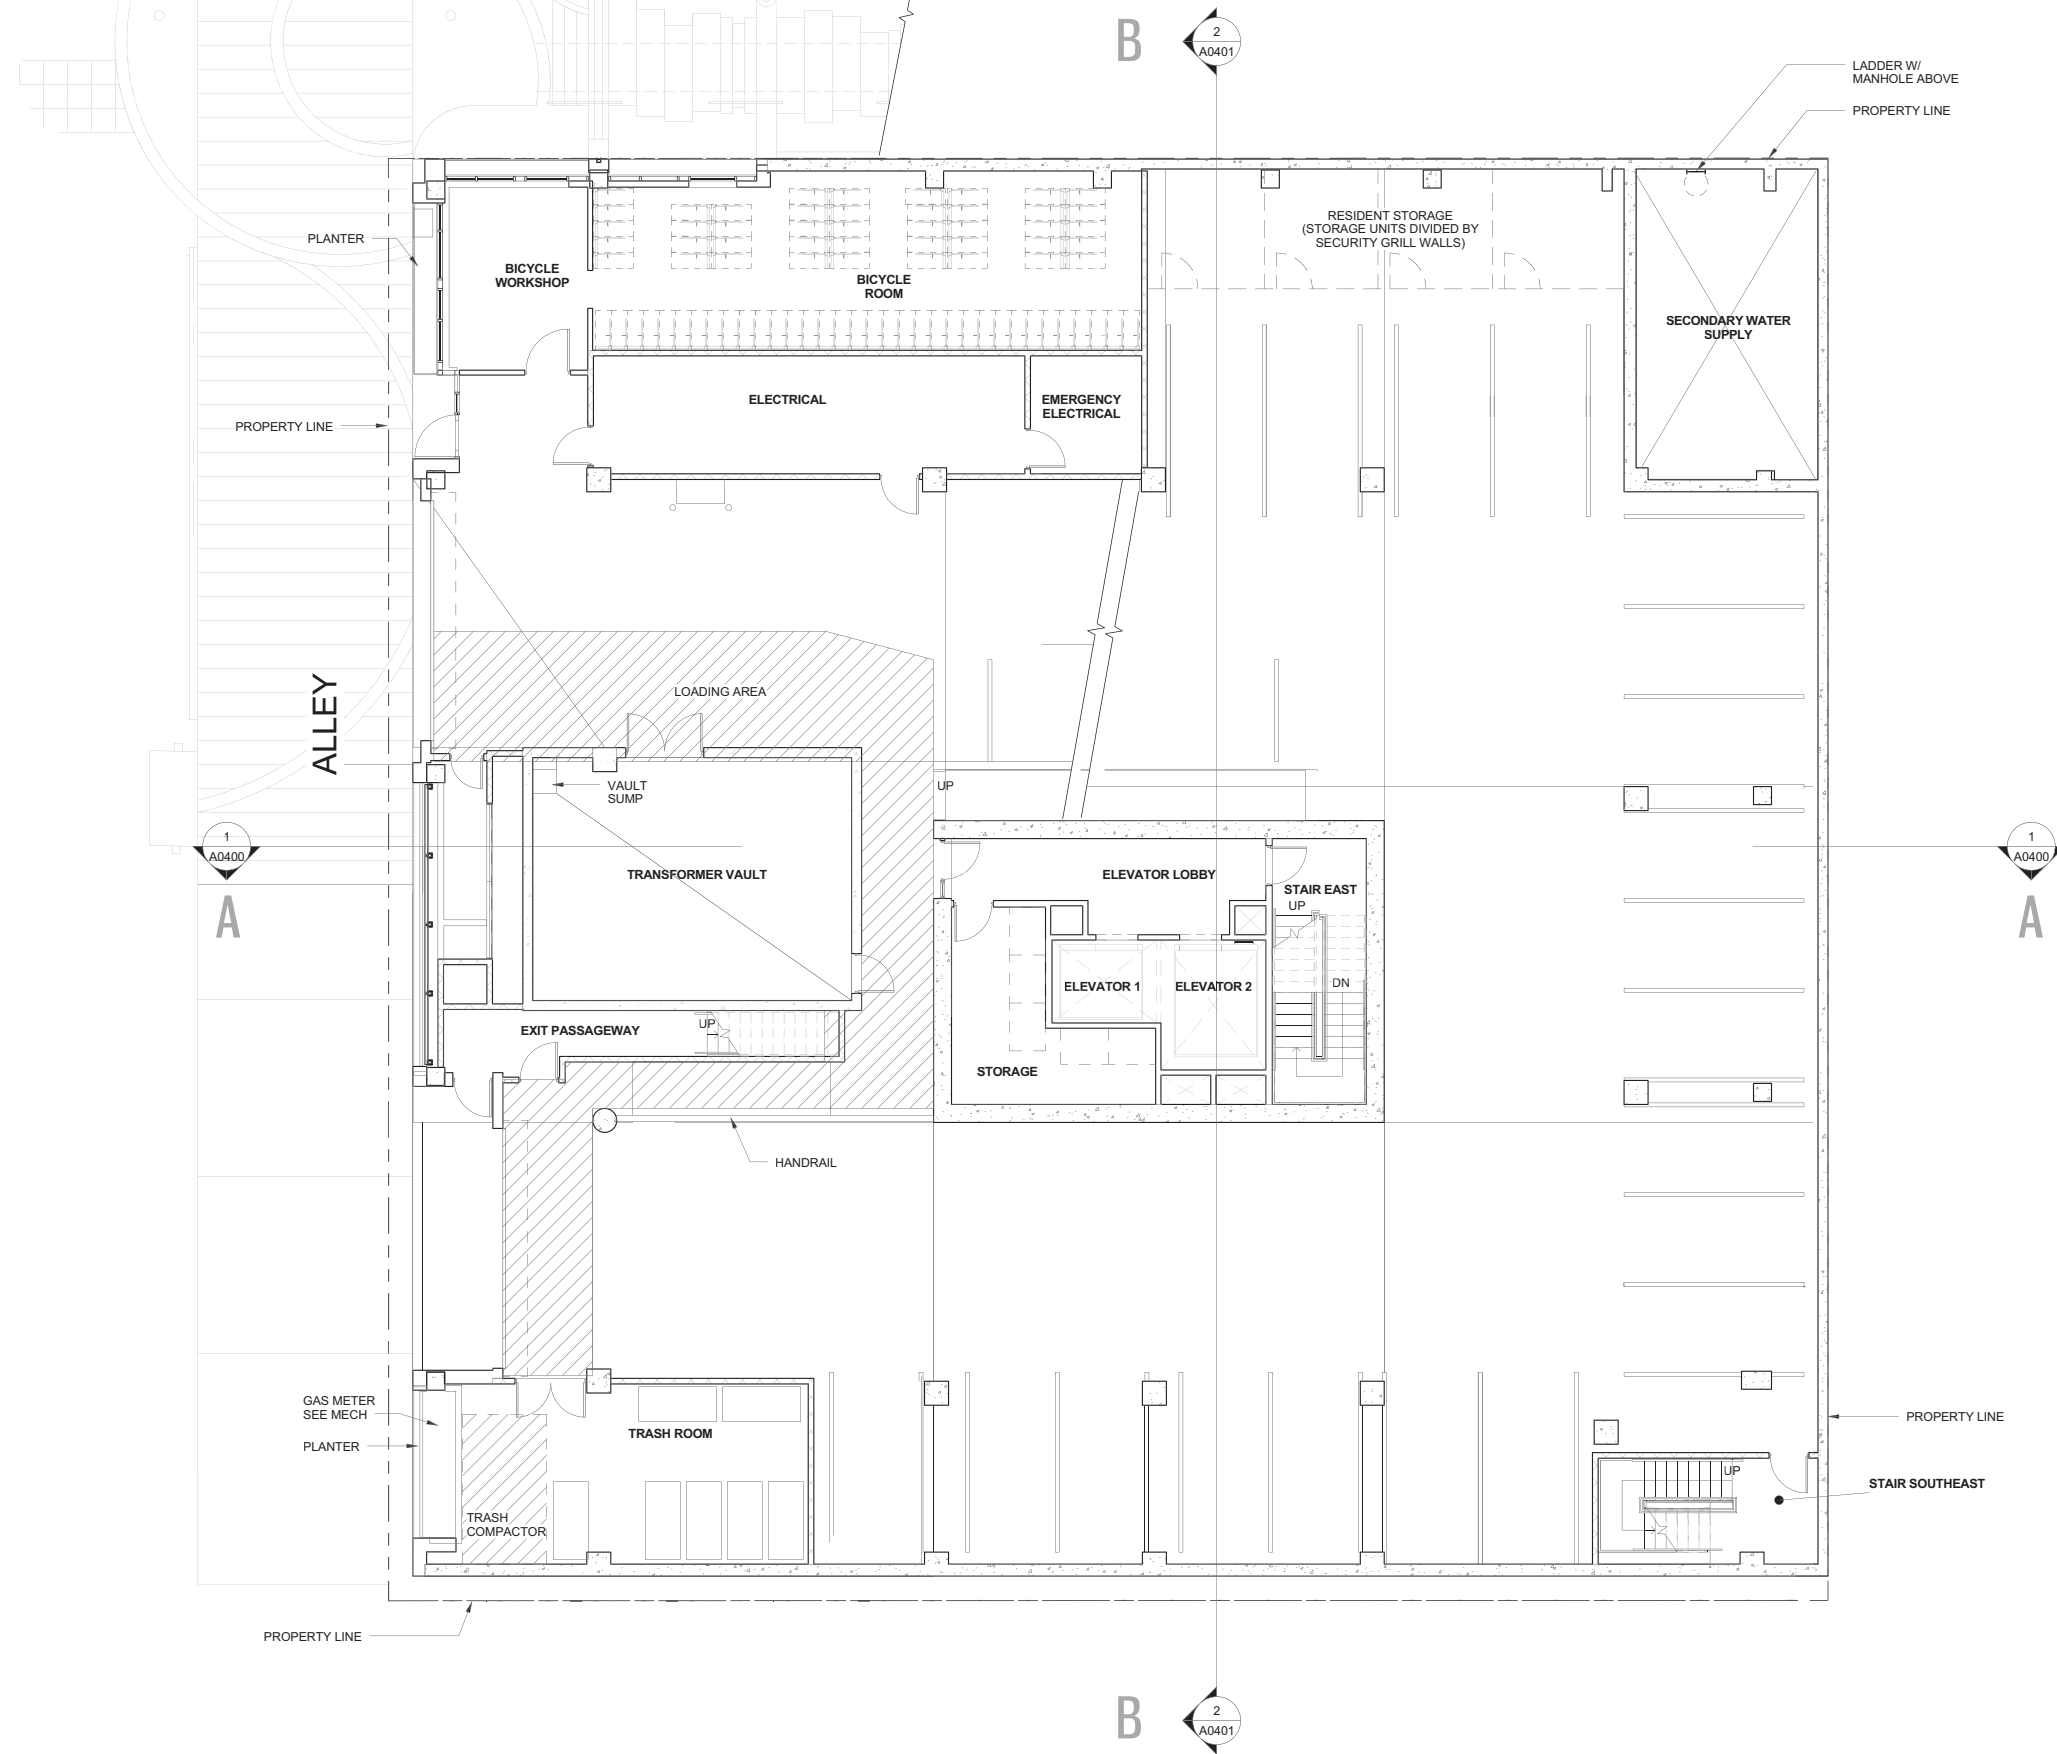 B
2
A0401
LADDER W/
MANHOLE ABOVE
PROPERTY LINE
RESIDENT STORAGE
(STORAGE UNITS DIVIDED BY
SECURITY GRILL WALLS)
PLANTER
BICYCLE
WORKSHOP
BICYCLE
ROOM
SECONDARY WATER
SUPPLY
ELECTRICAL
EMERGENCY
ELECTRICAL
PROPERTY LINE
ALLEY
LOADING AREA
VAULT
SUMP
UP
1
A0400
A
TRANSFORMER VAULT
ELEVATOR LOBBY
STAIR EAST
UP
1
A0400
A
ELEVATOR 1
ELEVATOR 2
DN
EXIT PASSAGEWAY
UP
STORAGE
HANDRAIL
GAS METER
SEE MECH
PLANTER
TRASH ROOM
PROPERTY LINE
UP
STAIR SOUTHEAST
TRASH
COMPACTOR
PROPERTY LINE
B
2
A0401